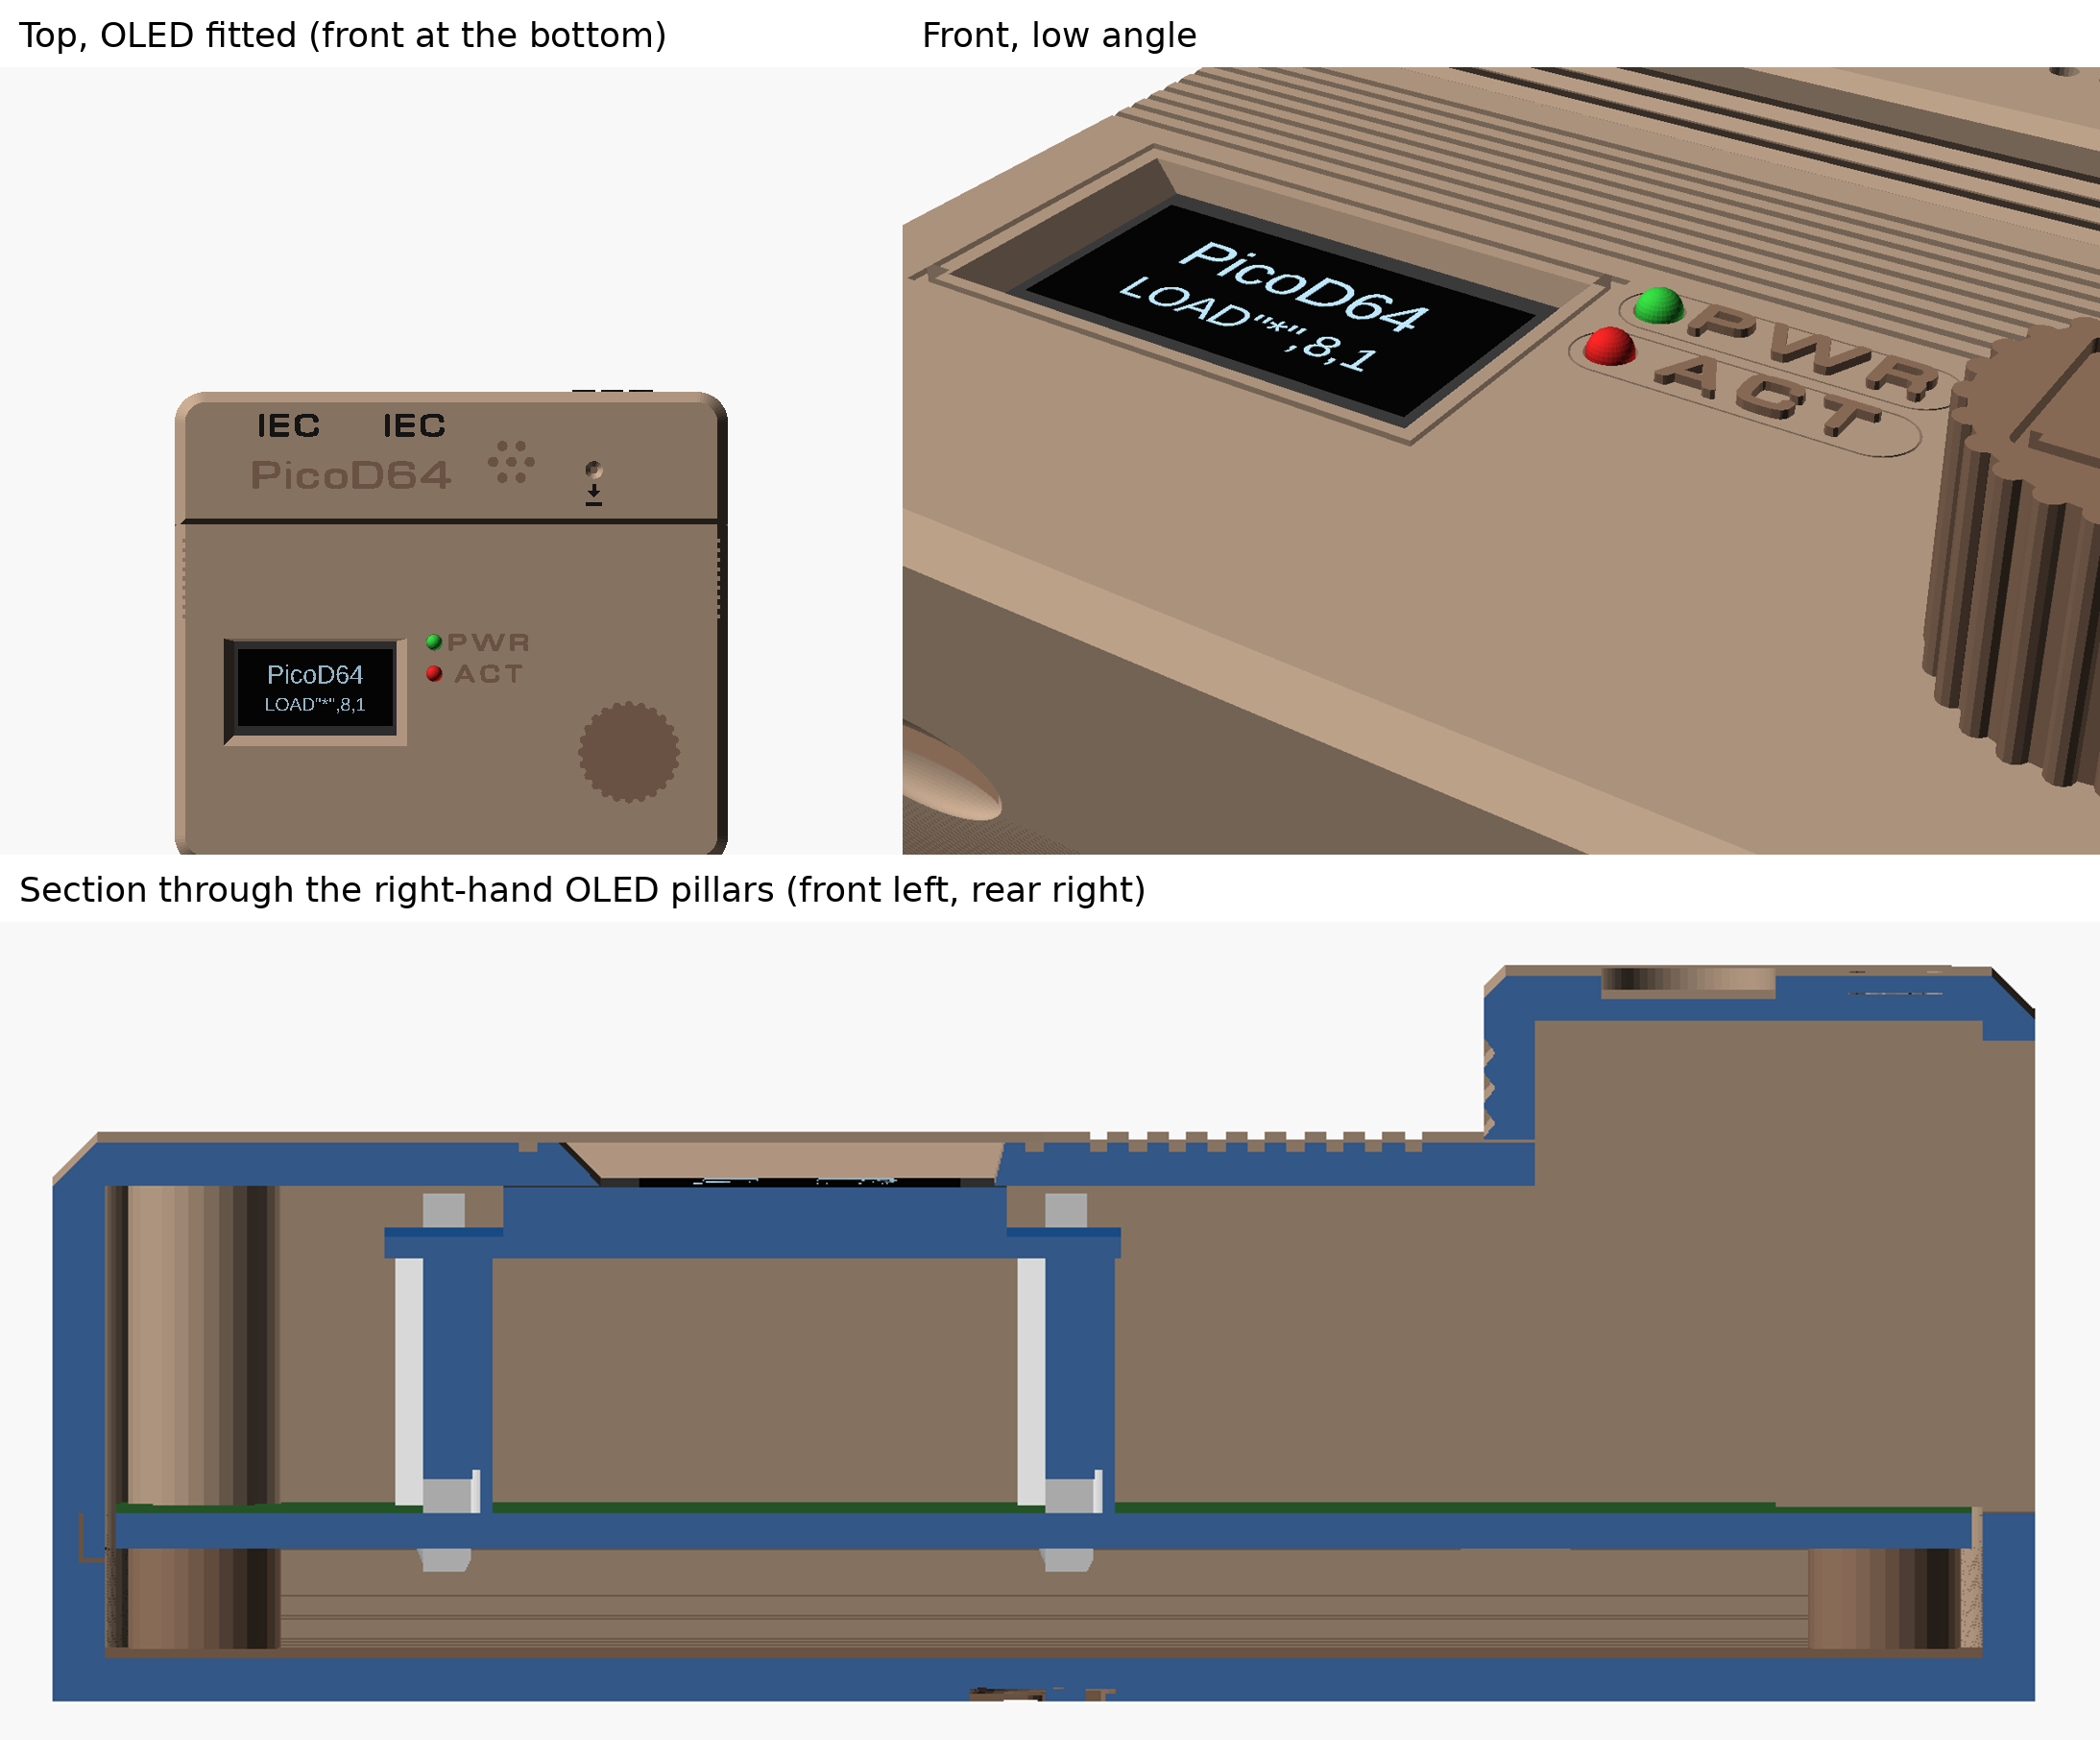 Top, OLED fitted (front at the bottom)
Front, low angle
IEC IEC
PicoD64
PWR
ACT
PicoD64
LOAD"*",8,1
PicoD64
LOAD"*",8,1
PWR
ACT
Section through the right-hand OLED pillars (front left, rear right)